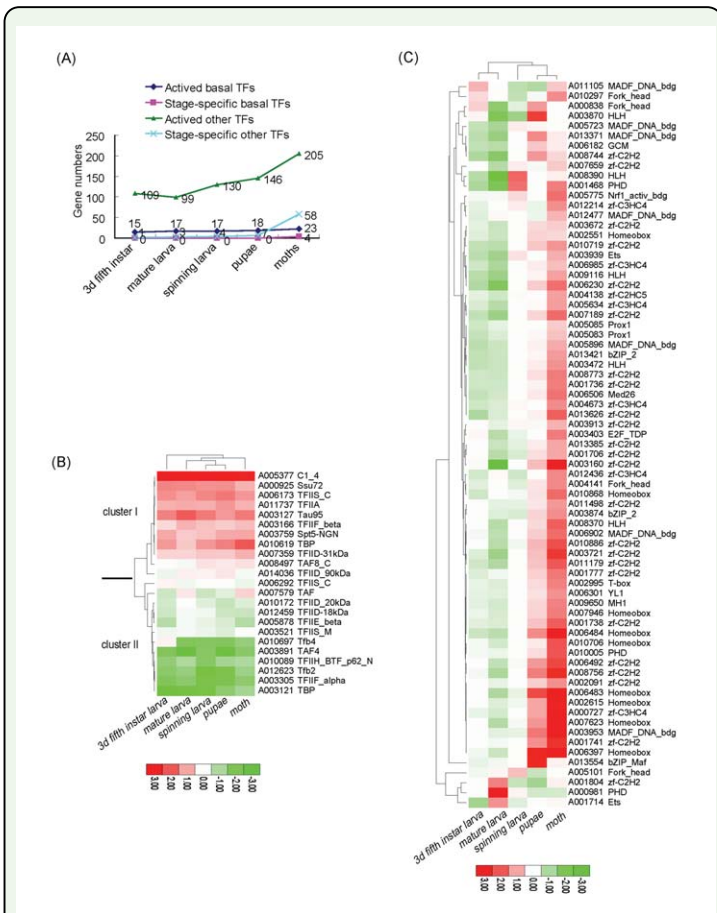 (A)
Actived basal TFs
Stage-specific basal TFs
Actived other TFs
Stage-specific other TFs
Gene numbers
250
200
150
100
50
0
109
99
130
146
205
15
17
17
18
23
58
4
3d fifth instar
mature larva
spinning larva
pupae
moths
(B)
cluster I
cluster II
A005377 C1_4
A000925 Ssu72
A006173 TFIIS_C
A011737 TFIIA
A003127 Tau95
A003166 TFIIF_beta
A003759 Spt5-NGN
A010619 TBP
A007359 TFIID-31kDa
A008497 TAF8_C
A014036 TFIID_90kDa
A006292 TFIIS_C
A007579 TAF
A010172 TFIID_20kDa
A012459 TFIID-18kDa
A005878 TFIIE_beta
A003521 TFIIS_M
A010697 Tfb4
A003891 TAF4
A010089 TFIIH_BTF_p62_N
A012623 Tfb2
A003305 TFIIF_alpha
A003121 TBP
3d fifth instar larva
mature larva
spinning larva
pupae
moth
3.00
2.00
1.00
0.00
-1.00
-2.00
-3.00
(C)
A011105 MADF_DNA_bdg
A010297 Fork_head
A000838 Fork_head
A003870 HLH
A005723 MADF_DNA_bdg
A013371 MADF_DNA_bdg
A006182 GCM
A008744 zf-C2H2
A007659 zf-C2H2
A008390 HLH
A001468 PHD
A005775 Nrf1_activ_bdg
A012214 zf-C3HC4
A012477 MADF_DNA_bdg
A003672 zf-C2H2
A002551 Homeobox
A010719 zf-C2H2
A003939 Ets
A006985 zf-C3HC4
A009116 HLH
A006230 zf-C2H2
A004138 zf-C2HC5
A005634 zf-C3HC4
A007189 zf-C2H2
A005085 Prox1
A005083 Prox1
A005896 MADF_DNA_bdg
A013421 bZIP_2
A003472 HLH
A008773 zf-C2H2
A001736 zf-C2H2
A006506 Med26
A004673 zf-C3HC4
A013626 zf-C2H2
A003913 zf-C2H2
A003403 E2F_TDP
A013385 zf-C2H2
A001706 zf-C2H2
A003160 zf-C2H2
A012436 zf-C3HC4
A004141 Fork_head
A010868 Homeobox
A011498 zf-C2H2
A003874 bZIP_2
A008370 HLH
A006902 MADF_DNA_bdg
A010886 zf-C2H2
A003721 zf-C2H2
A011179 zf-C2H2
A001777 zf-C2H2
A002995 T-box
A006301 YL1
A009650 MH1
A007946 Homeobox
A001738 zf-C2H2
A006484 Homeobox
A010706 Homeobox
A010005 PHD
A006492 zf-C2H2
A008756 zf-C2H2
A002091 zf-C2H2
A006483 Homeobox
A002615 Homeobox
A000727 zf-C3HC4
A007623 Homeobox
A003953 MADF_DNA_bdg
A001741 zf-C2H2
A006397 Homeobox
A013554 bZIP_Maf
A005101 Fork_head
A001804 zf-C2H2
A000981 PHD
A001714 Ets
3d fifth instar larva
mature larva
spinning larva
pupae
moth
3.00
2.00
1.00
0.00
-1.00
-2.00
-3.00